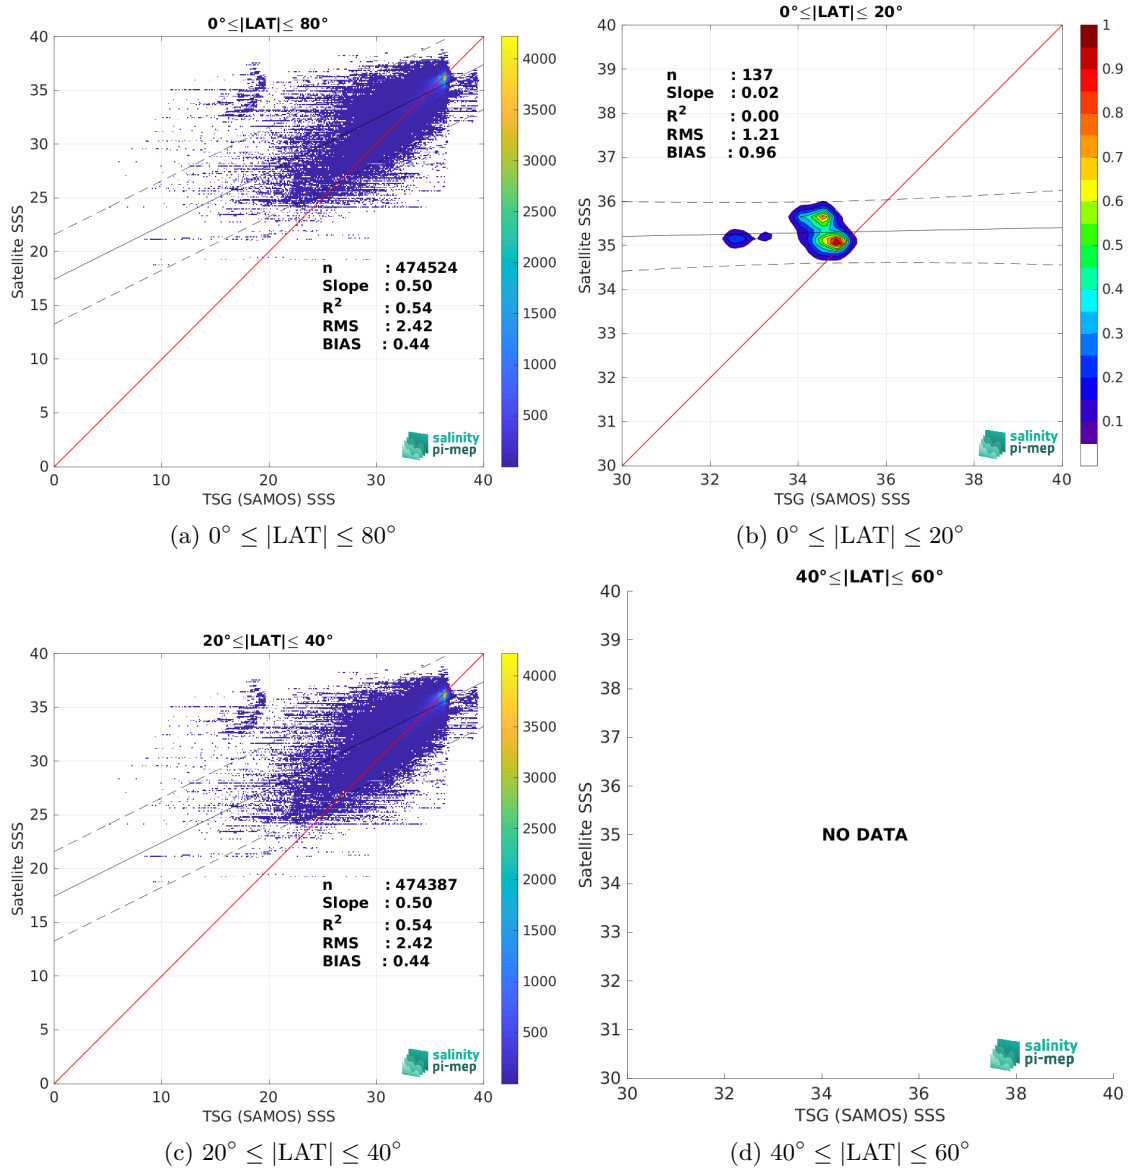 0°≤|LAT|≤ 80°
40
35
30
25
20
15
10
5
0
Satellite SSS
n : 474524
Slope : 0.50
R2 : 0.54
RMS : 2.42
BIAS : 0.44
salinity
pi-mep
0 10 20 30 40
TSG (SAMOS) SSS
4000
3500
3000
2500
2000
1500
1000
500
(a) 0° ≤ |LAT| ≤ 80°
0°≤|LAT|≤ 20°
40
39
38
37
36
35
34
33
32
31
30
Satellite SSS
n : 137
Slope : 0.02
R2 : 0.00
RMS : 1.21
BIAS : 0.96
salinity
pi-mep
30 32 34 36 38 40
TSG (SAMOS) SSS
1
0.9
0.8
0.7
0.6
0.5
0.4
0.3
0.2
0.1
(b) 0° ≤ |LAT| ≤ 20°
20°≤|LAT|≤ 40°
40
35
30
25
20
15
10
5
0
Satellite SSS
n : 474387
Slope : 0.50
R2 : 0.54
RMS : 2.42
BIAS : 0.44
salinity
pi-mep
0 10 20 30 40
TSG (SAMOS) SSS
4000
3500
3000
2500
2000
1500
1000
500
(c) 20° ≤ |LAT| ≤ 40°
40°≤|LAT|≤ 60°
40
39
38
37
36
35
34
33
32
31
30
Satellite SSS
NO DATA
salinity
pi-mep
30 32 34 36 38 40
TSG (SAMOS) SSS
(d) 40° ≤ |LAT| ≤ 60°